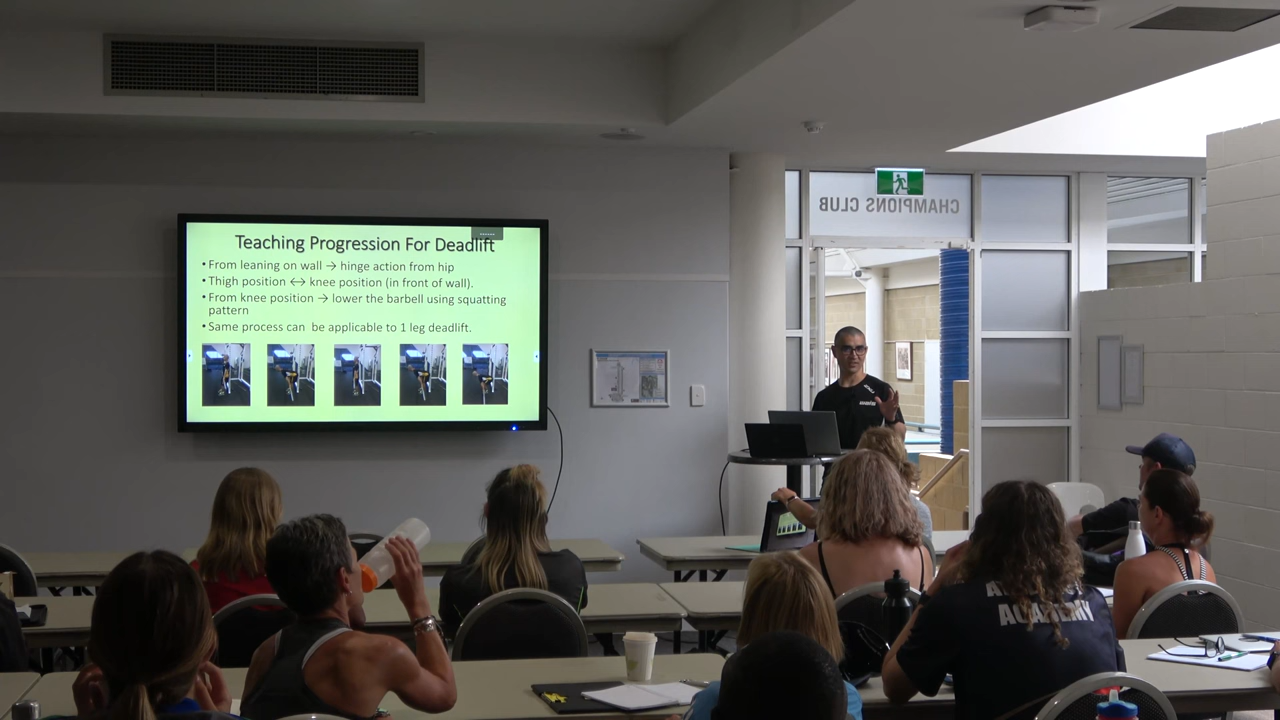 Teaching Progression For Deadlift
• From leaning on wall → hinge action from hip
• Thigh position ↔ knee position (in front of wall).
• From knee position → lower the barbell using squatting
pattern
• Same process can be applicable to 1 leg deadlift.
CHAMPIONS CLUB
ACADEMY